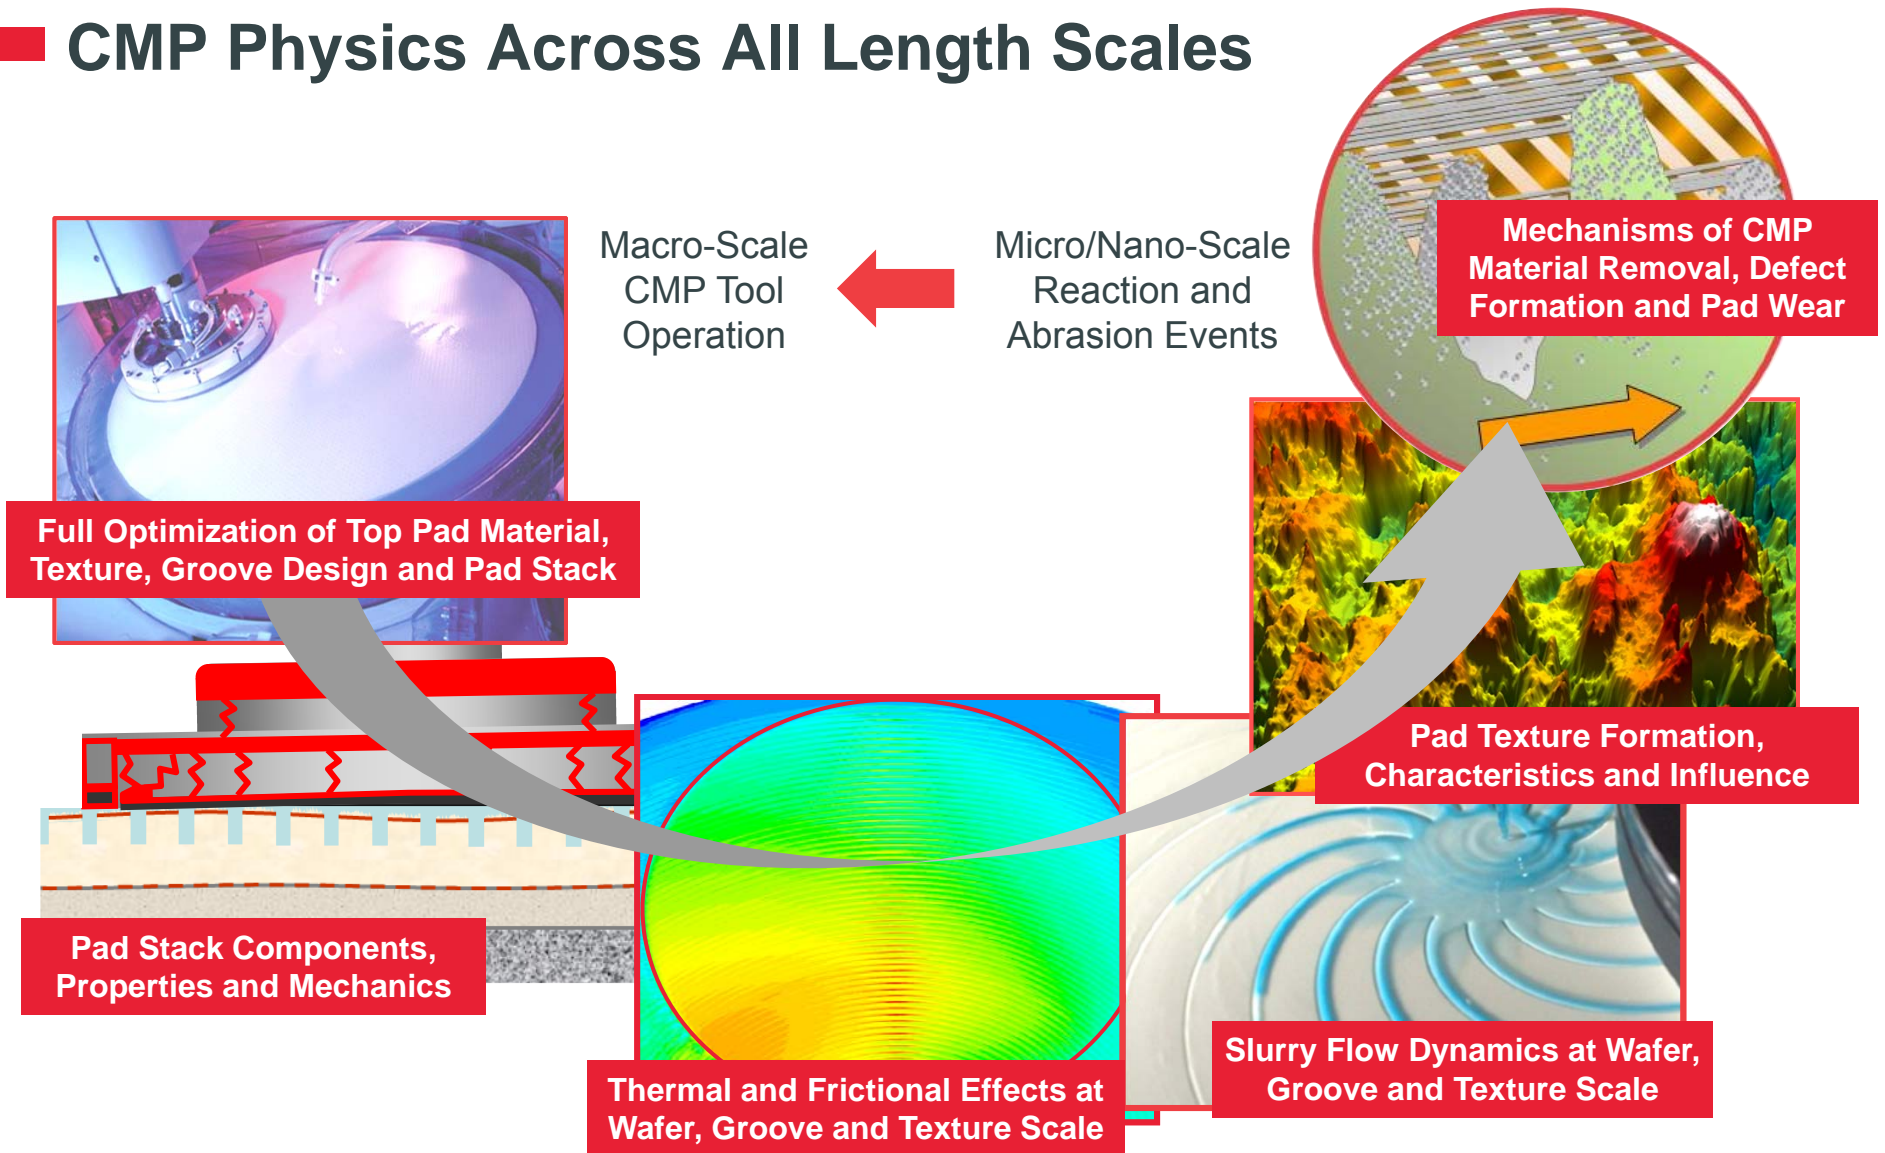 CMP Physics Across All Length Scales
Macro-Scale
CMP Tool
Operation
Micro/Nano-Scale
Reaction and
Abrasion Events
Mechanisms of CMP
Material Removal, Defect
Formation and Pad Wear
Full Optimization of Top Pad Material,
Texture, Groove Design and Pad Stack
Pad Texture Formation,
Characteristics and Influence
Pad Stack Components,
Properties and Mechanics
Slurry Flow Dynamics at Wafer,
Groove and Texture Scale
Thermal and Frictional Effects at
Wafer, Groove and Texture Scale